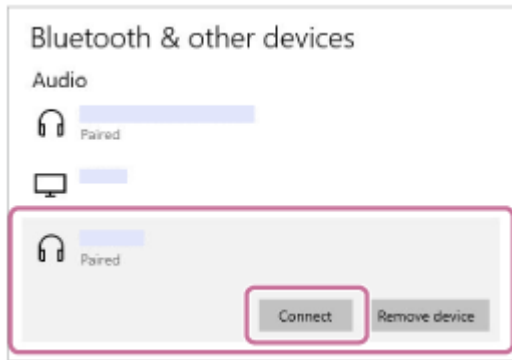 Bluetooth & other devices
Audio
Paired
Paired
Connect Remove device